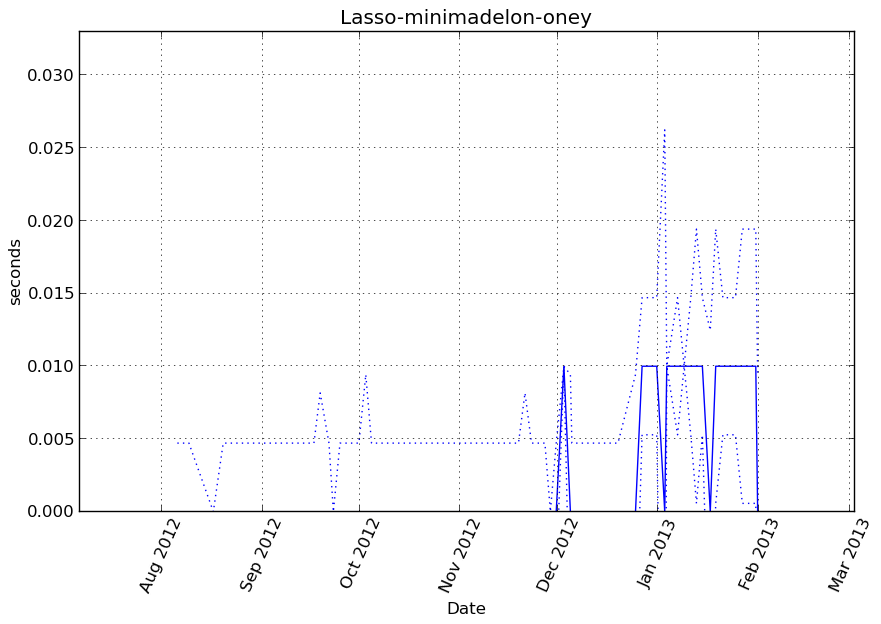 Lasso-minimadelon-oney
0.030
0.025
0.020
0.015
0.010
0.005
0.000
seconds
Aug 2012
Sep 2012
Oct 2012
Nov 2012
Dec 2012
Jan 2013
Feb 2013
Mar 2013
Date